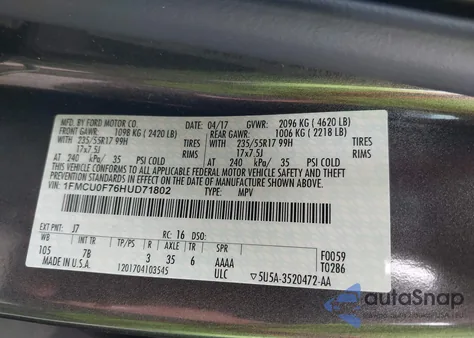 MFD. BY FORD MOTOR CO.
DATE: 04/17 GVWR: 2096 KG ( 4620 LB)
FRONT GAWR: 1098 KG ( 2420 LB) REAR GAWR: 1006 KG ( 2218 LB)
235/55R17 99H TIRES 235/55R17 99H TIRES
17x7.5J RIMS 17x7.5J RIMS
AT 240 kPa/ 35 PSI COLD AT 240 kPa/ 35 PSI COLD
THIS VEHICLE CONFORMS TO ALL APPLICABLE FEDERAL MOTOR VEHICLE SAFETY, BUMPER, AND THEFT
PREVENTION STANDARDS IN EFFECT ON THE DATE OF MANUFACTURE SHOWN ABOVE.
VIN: 1FMCU0F76HUD71802
TYPE: MPV
EXT PNT: J7 RC: 16 DSO: F0059
WB INT TR TP/PS R AXLE TR SPR T0286
105 7B 3 35 6 AAAA
MADE IN U.S.A. 1201704103545 ULC 5U5A-3520472-AA
autoSnap